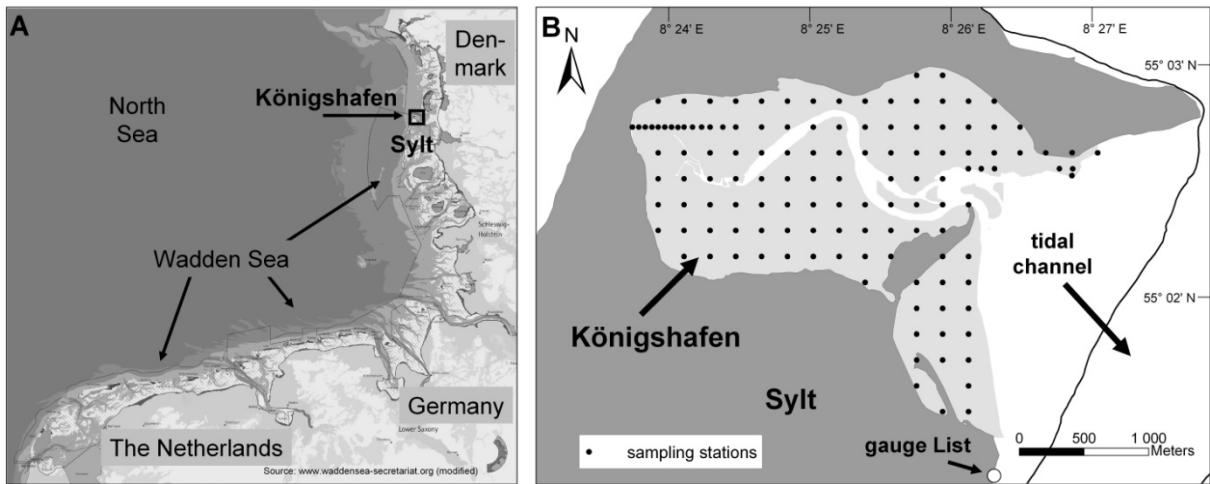 A
Den-
mark
Königshafen
North
Sea
Sylt
Schleswig-
Holstein
Wadden Sea
Germany
Lower Saxony
The Netherlands
Source: www.waddensea-secretariat.org (modified)
B
8° 24'
8° 25'
8° 26'
8° 27'
N
55° 03' N
tidal
channel
55° 02' N
Königshafen
Sylt
gauge List
0 500 1 000
Meters
sampling stations